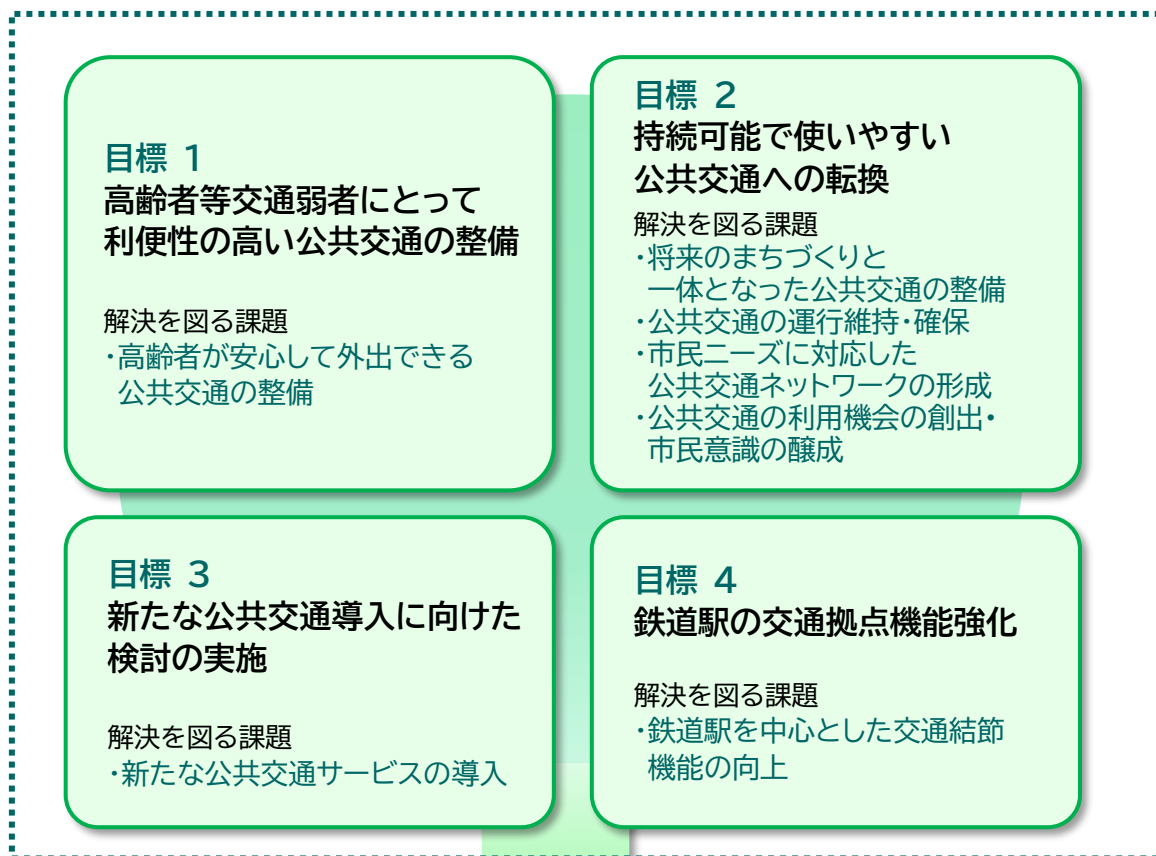 目標 1
高齢者等交通弱者にとって
利便性の高い公共交通の整備
解決を図る課題
・高齢者が安心して外出できる
公共交通の整備
目標 2
持続可能で使いやすい
公共交通への転換
解決を図る課題
・将来のまちづくりと
一体となった公共交通の整備
・公共交通の運行維持・確保
・市民ニーズに対応した
公共交通ネットワークの形成
・公共交通の利用機会の創出・
市民意識の醸成
目標 3
新たな公共交通導入に向けた
検討の実施
解決を図る課題
・新たな公共交通サービスの導入
目標 4
鉄道駅の交通拠点機能強化
解決を図る課題
・鉄道駅を中心とした交通結節
機能の向上